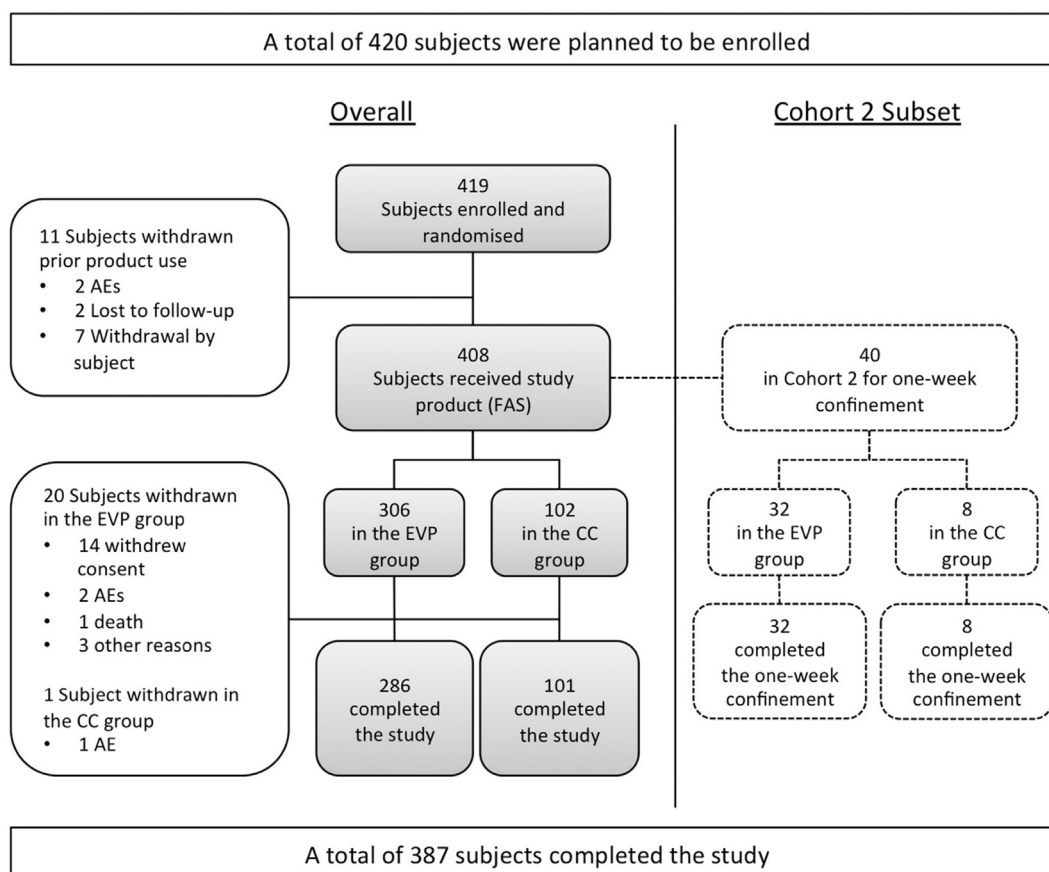 A total of 420 subjects were planned to be enrolled
Overall
Cohort 2 Subset
419
Subjects enrolled and
randomised
11 Subjects withdrawn
prior product use
• 2 AEs
• 2 Lost to follow-up
• 7 Withdrawal by
subject
408
Subjects received study
product (FAS)
40
in Cohort 2 for one-week
confinement
20 Subjects withdrawn
in the EVP group
• 14 withdrew
consent
• 2 AEs
• 1 death
• 3 other reasons
1 Subject withdrawn in
the CC group
• 1 AE
306
in the EVP
group
102
in the CC
group
32
in the EVP
group
8
in the CC
group
286
completed
the study
101
completed
the study
32
completed
the one-week
confinement
8
completed
the one-week
confinement
A total of 387 subjects completed the study